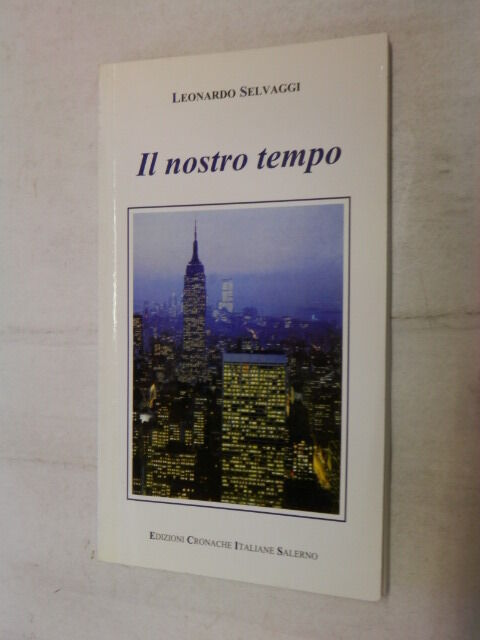 LEONARDO SELVAGGI
Il nostro tempo
EDIZIONI CRONACHE ITALIANE SALERNO